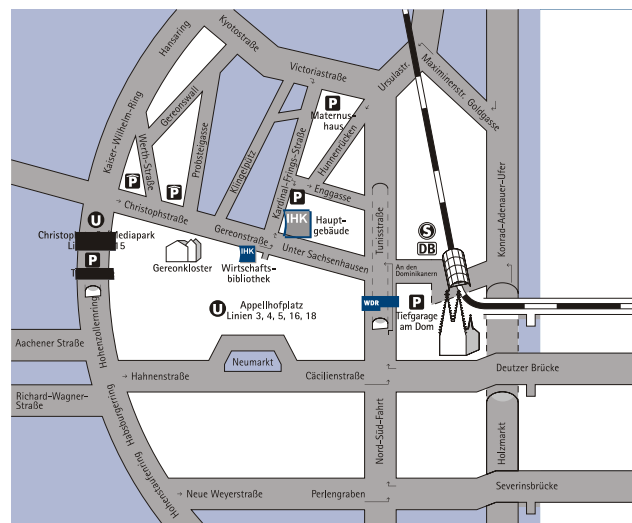 Kyotostraße
Hansaring
Victoriastraße
Ursulastr.
Maximinenstr.
Goldgasse
Kaiser-Wilhelm-Ring
Gereonswall
P
Maternus-
haus
Werth-Straße
Probsteigasse
Klingelpütz
Kardinal-Frings-Straße
Hünnenrücken
P
P
Enggasse
P
Christophstraße
IHK
Haupt-
gebäude
U
Gereonstraße
Tunisstraße
Konrad-Adenauer-Ufer
S
DB
Mediapark
15
P
Gereonkloster
IHK
Wirtschafts-
bibliothek
Unter Sachsenhausen
An den
Dominikanern
U
Appellhofplatz
Linien 3, 4, 5, 16, 18
WDR
P
Tiefgarage
am Dom
Hohenzollernring
Aachener Straße
Neumarkt
Hahnenstraße
Cäcilienstraße
Deutzer Brücke
Richard-Wagner-
Straße
Habsburgerring
Nord-Süd-Fahrt
Holzmarkt
Hohenstaufenring
Neue Weyerstraße
Perlengraben
Severinsbrücke